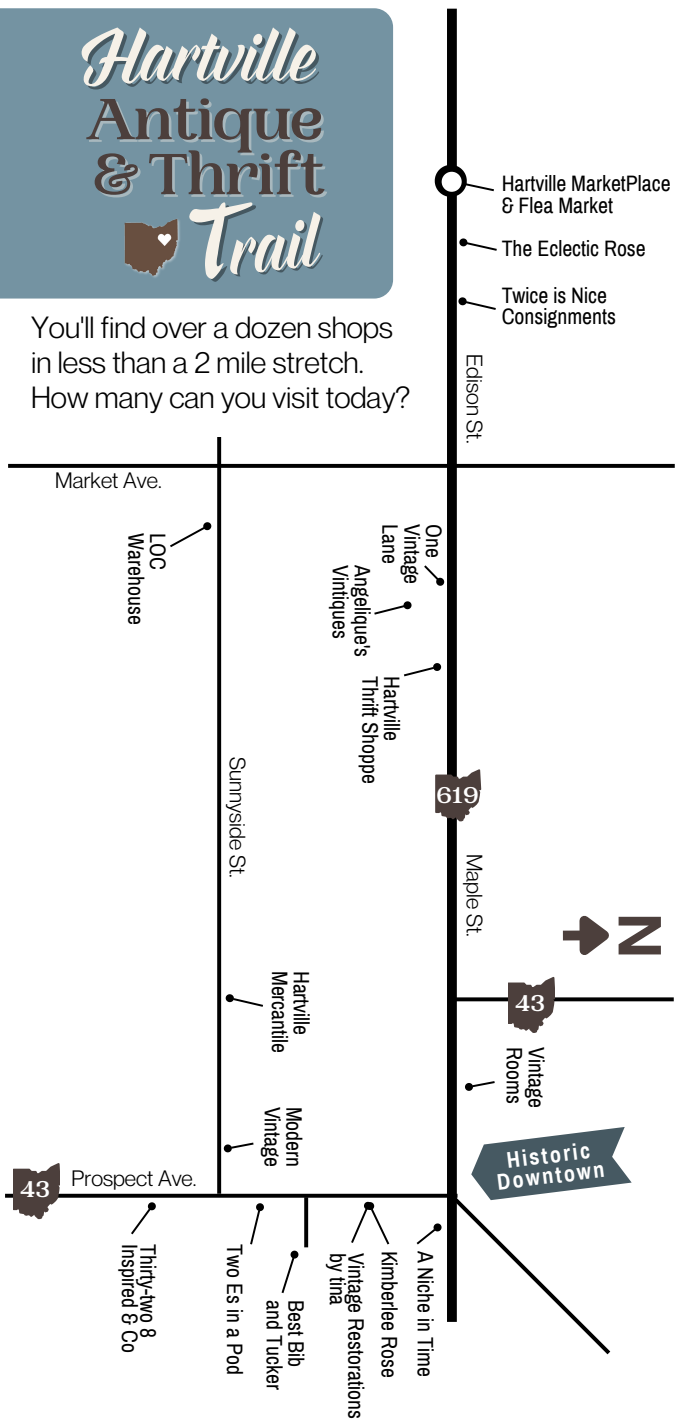 Hartville
Antique
& Thrift
Trail
You'll find over a dozen shops
in less than a 2 mile stretch.
How many can you visit today?
Hartville MarketPlace
& Flea Market
The Eclectic Rose
Twice is Nice
Consignments
Edison St.
Market Ave.
LOC
Warehouse
One
Vintage
Lane
Angelique's
Vintiques
Hartville
Thrift Shoppe
Sunnyside St.
619
Maple St.
N
43
Hartville
Mercantile
Vintage
Rooms
Modern
Vintage
Historic
Downtown
43
Prospect Ave.
Thirty-two 8
Inspired & Co
Two Es in a Pod
Best Bib
and Tucker
Vintage Restorations
by tina
Kimberlee Rose
A Niche in Time